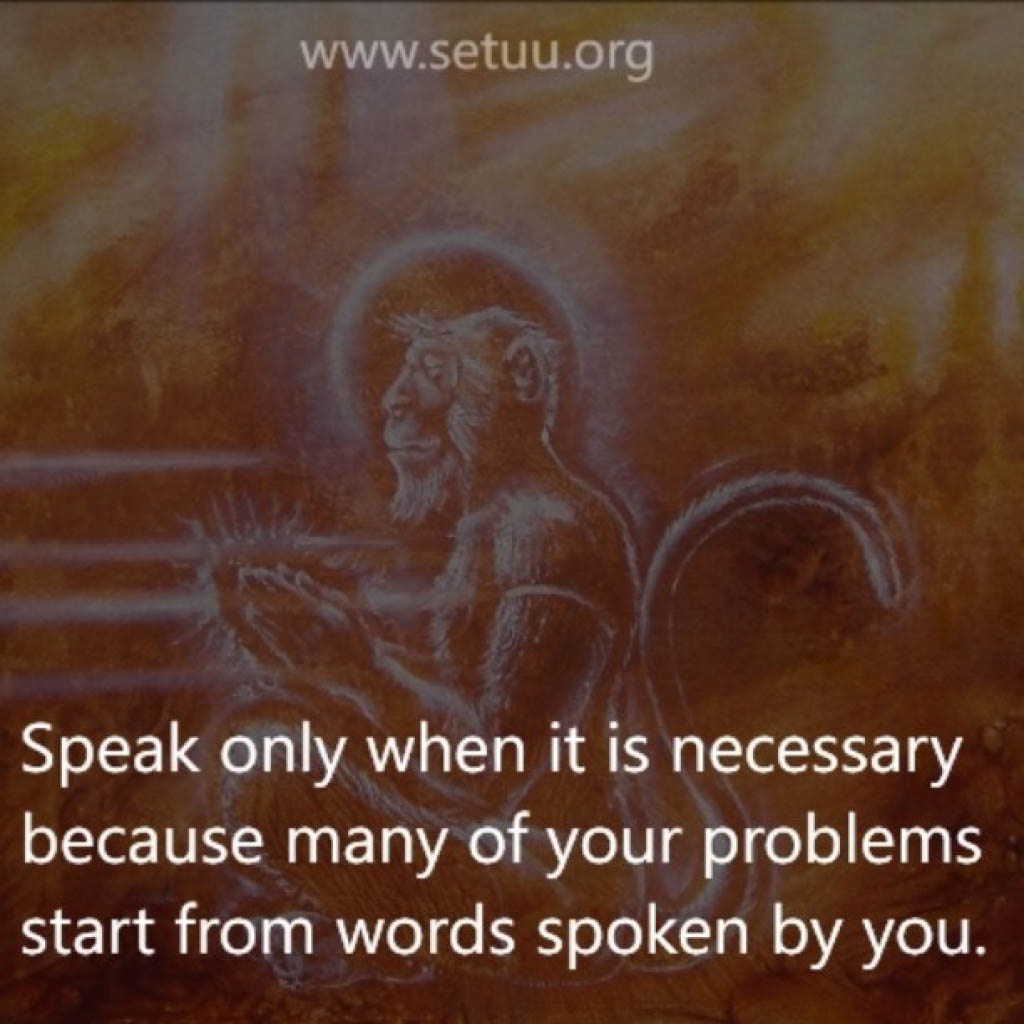 www.setuu.org
Speak only when it is necessary
because many of your problems
start from words spoken by you.